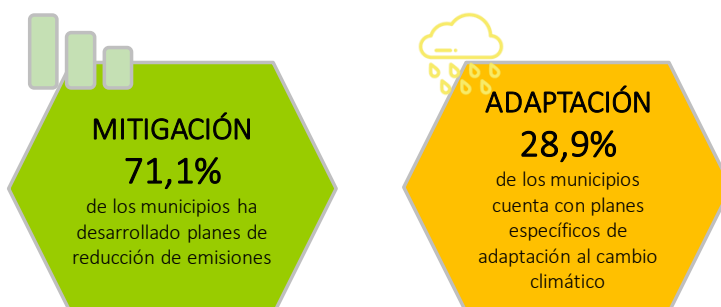 MITIGACIÓN
71,1%
de los municipios ha
desarrollado planes de
reducción de emisiones
ADAPTACIÓN
28,9%
de los municipios
cuenta con planes
específicos de
adaptación al cambio
climático